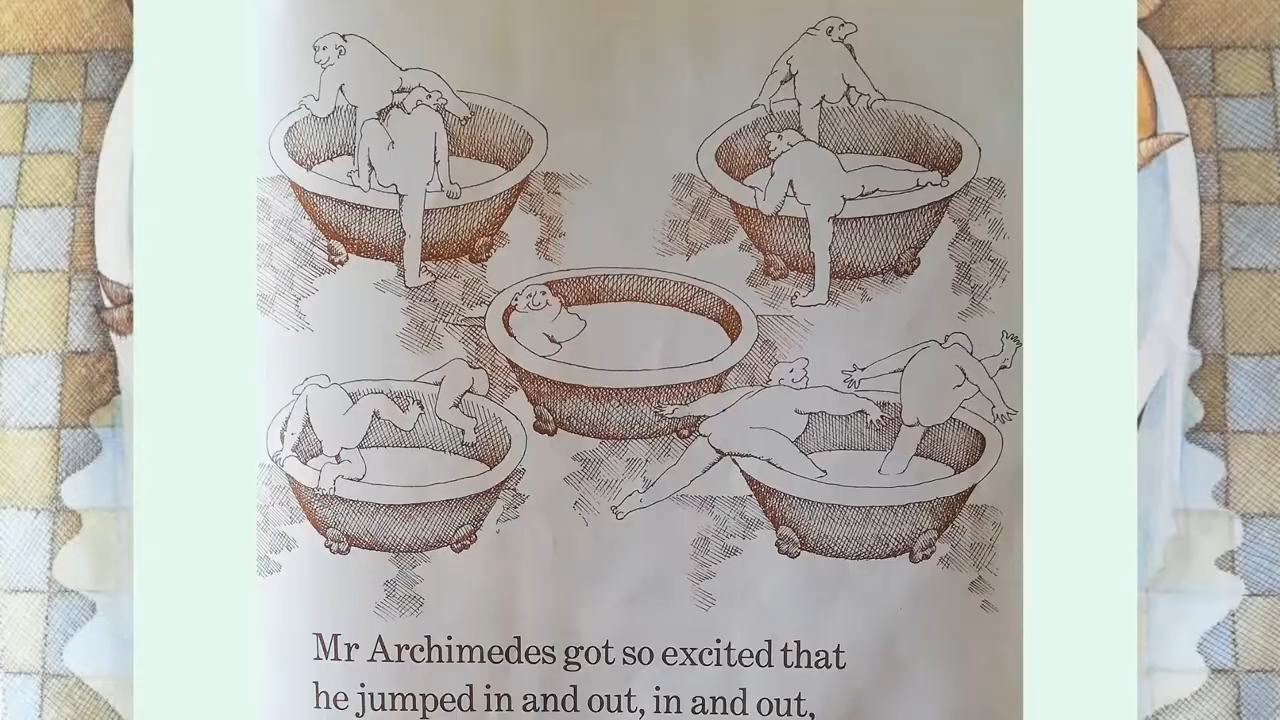 Mr Archimedes got so excited that
he jumped in and out, in and out,